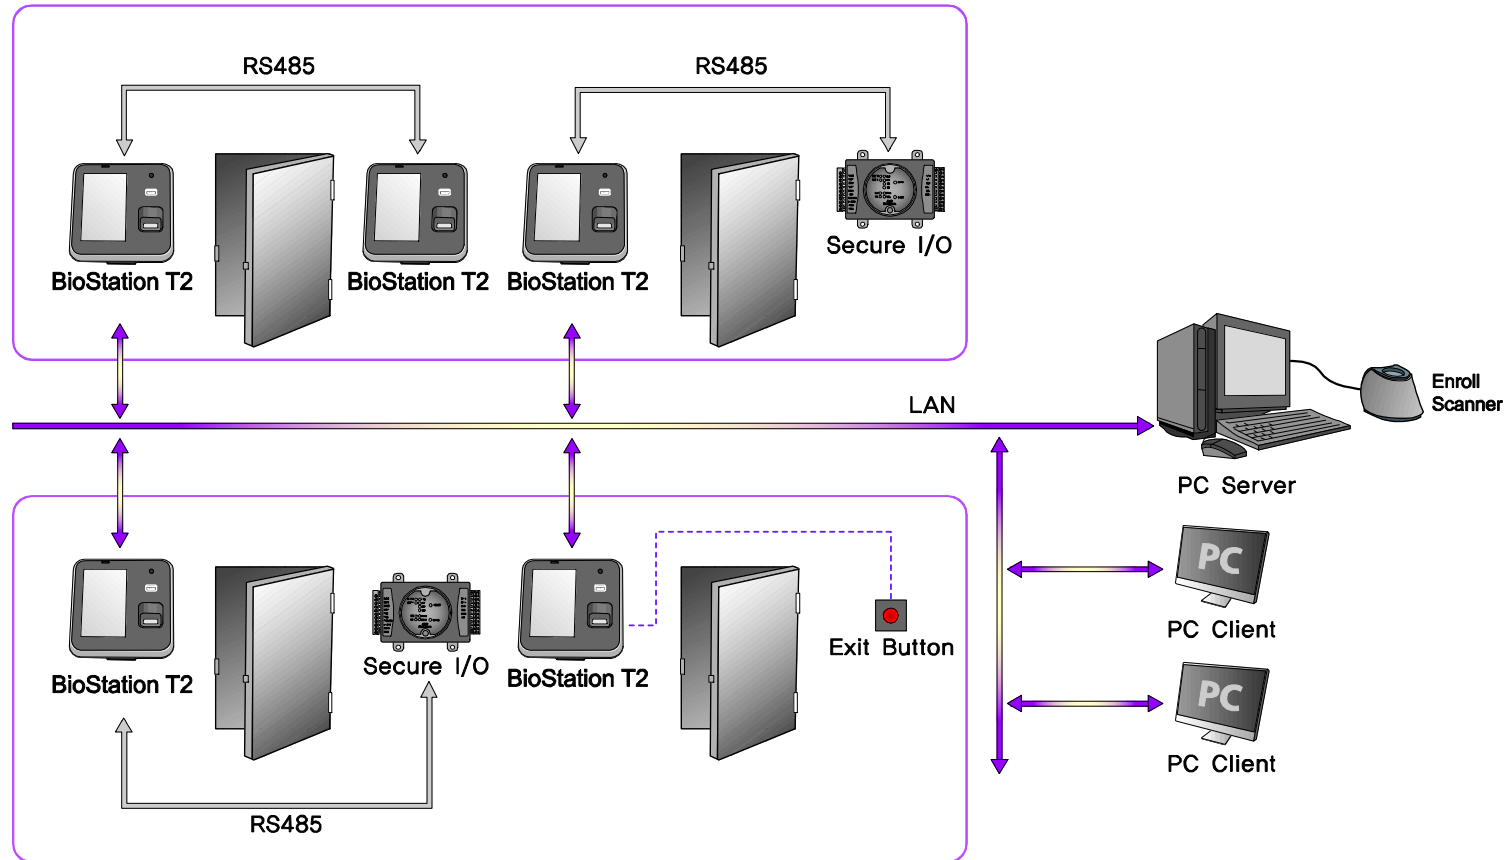 RS485
RS485
BioStation T2
BioStation T2
BioStation T2
Secure I/O
LAN
Enroll
Scanner
PC Server
PC
PC Client
PC
PC Client
BioStation T2
Secure I/O
BioStation T2
Exit Button
RS485